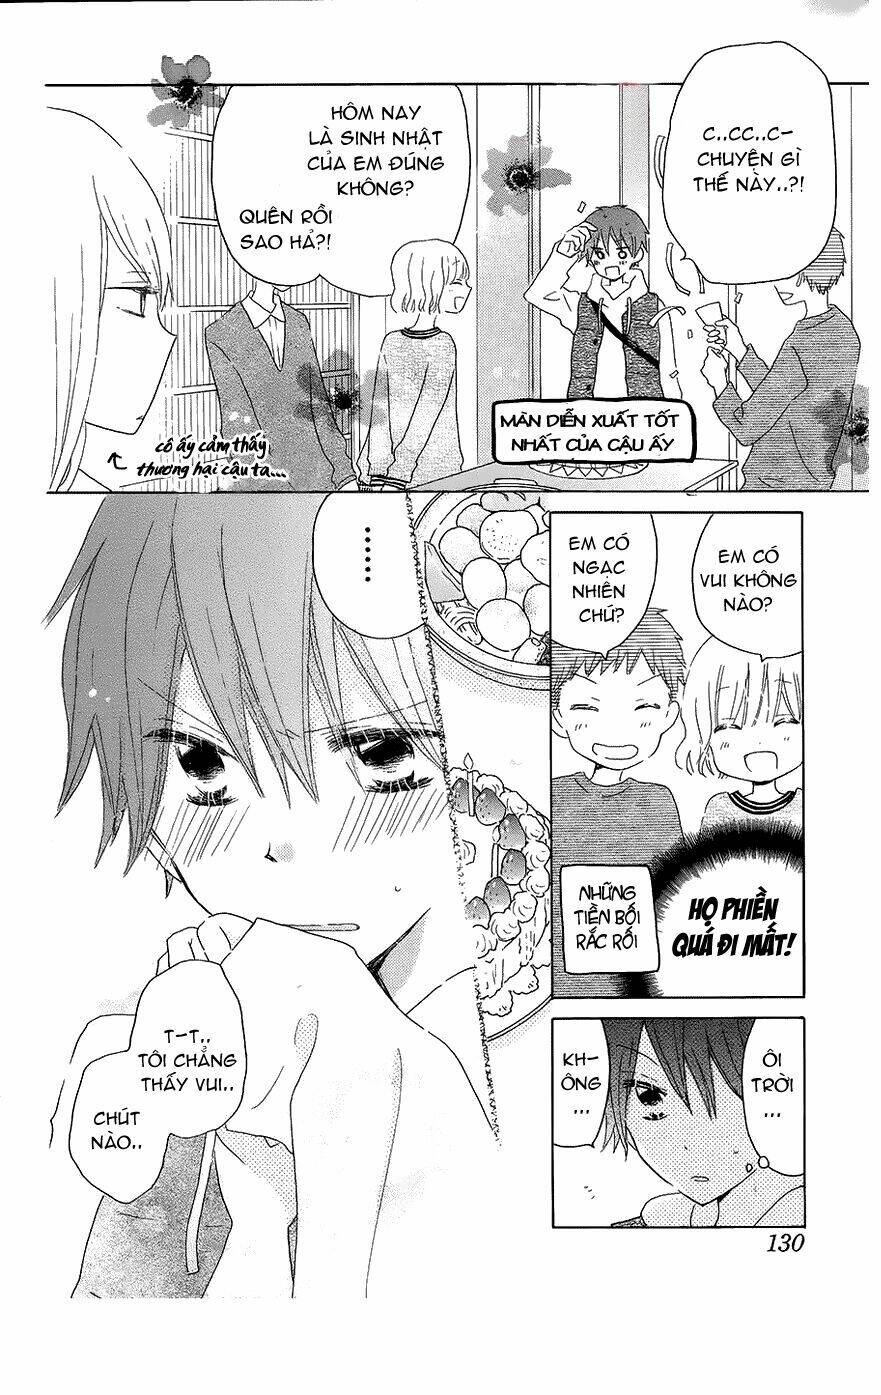 C..CC..C-
CHUYỆN GÌ
THẾ NÀY..?!
HÔM NAY
LÀ SINH NHẬT
CỦA EM ĐÚNG
KHÔNG?
QUÊN RỒI
SAO HẢ?!
MÀN DIỄN XUẤT TỐT
NHẤT CỦA CẬU ẤY
cô ấy cảm thấy
thương hại cậu ta...
EM CÓ
VUI KHÔNG
NÀO?
EM CÓ
NGẠC
NHIÊN
CHỨ?
HỌ PHIỀN
QUÁ ĐI MẤT!
NHỮNG
TIỀN BỐI
RẮC RỐI
ÔI
TRỜI
...
KH-
ÔNG
...
......
T-T..
TÔI CHẲNG
THẤY VUI..
CHÚT
NÀO..
130